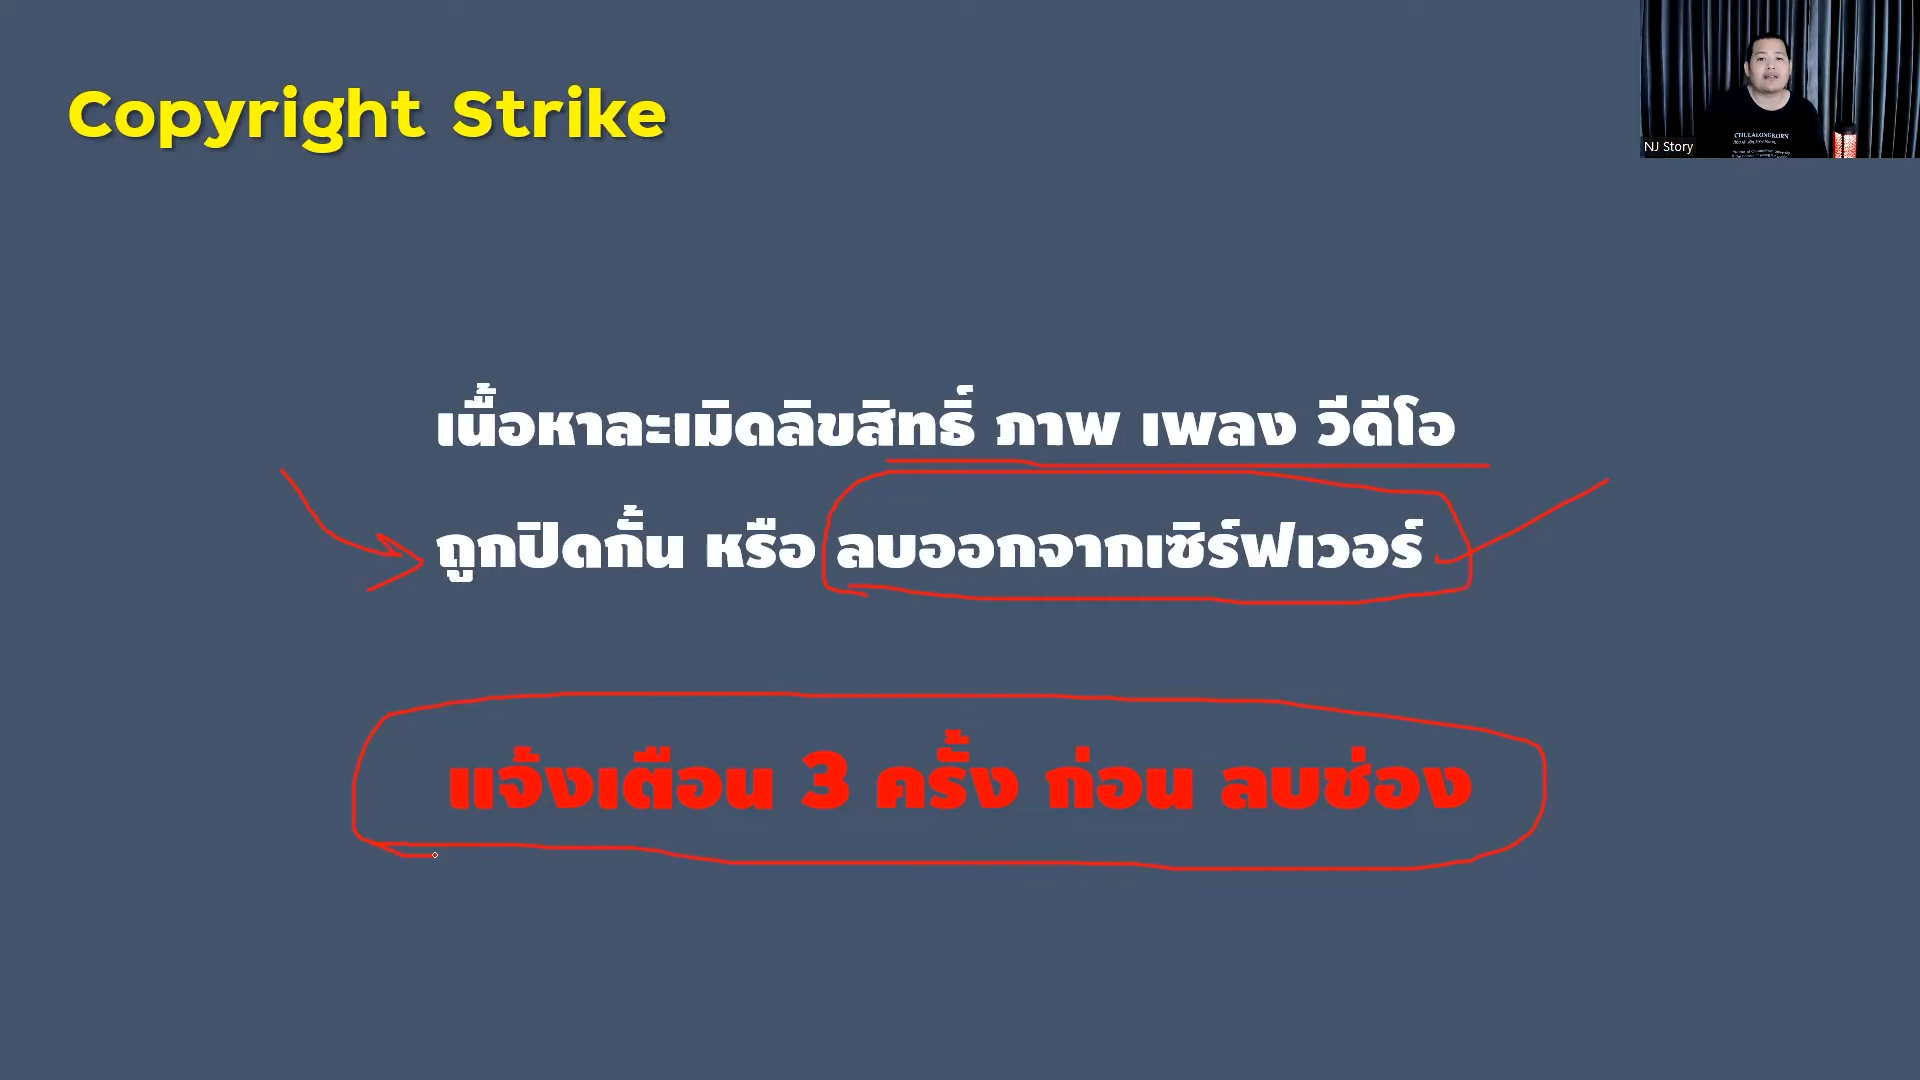 Copyright Strike
CHULALONGKORN
NJ Story
เนื้อหาละเมิดลิขสิทธิ์ ภาพ เพลง วีดีโอ
ถูกปิดกั้น หรือ ลบออกจากเซิร์ฟเวอร์
แจ้งเตือน 3 ครั้ง ก่อน ลบช่อง